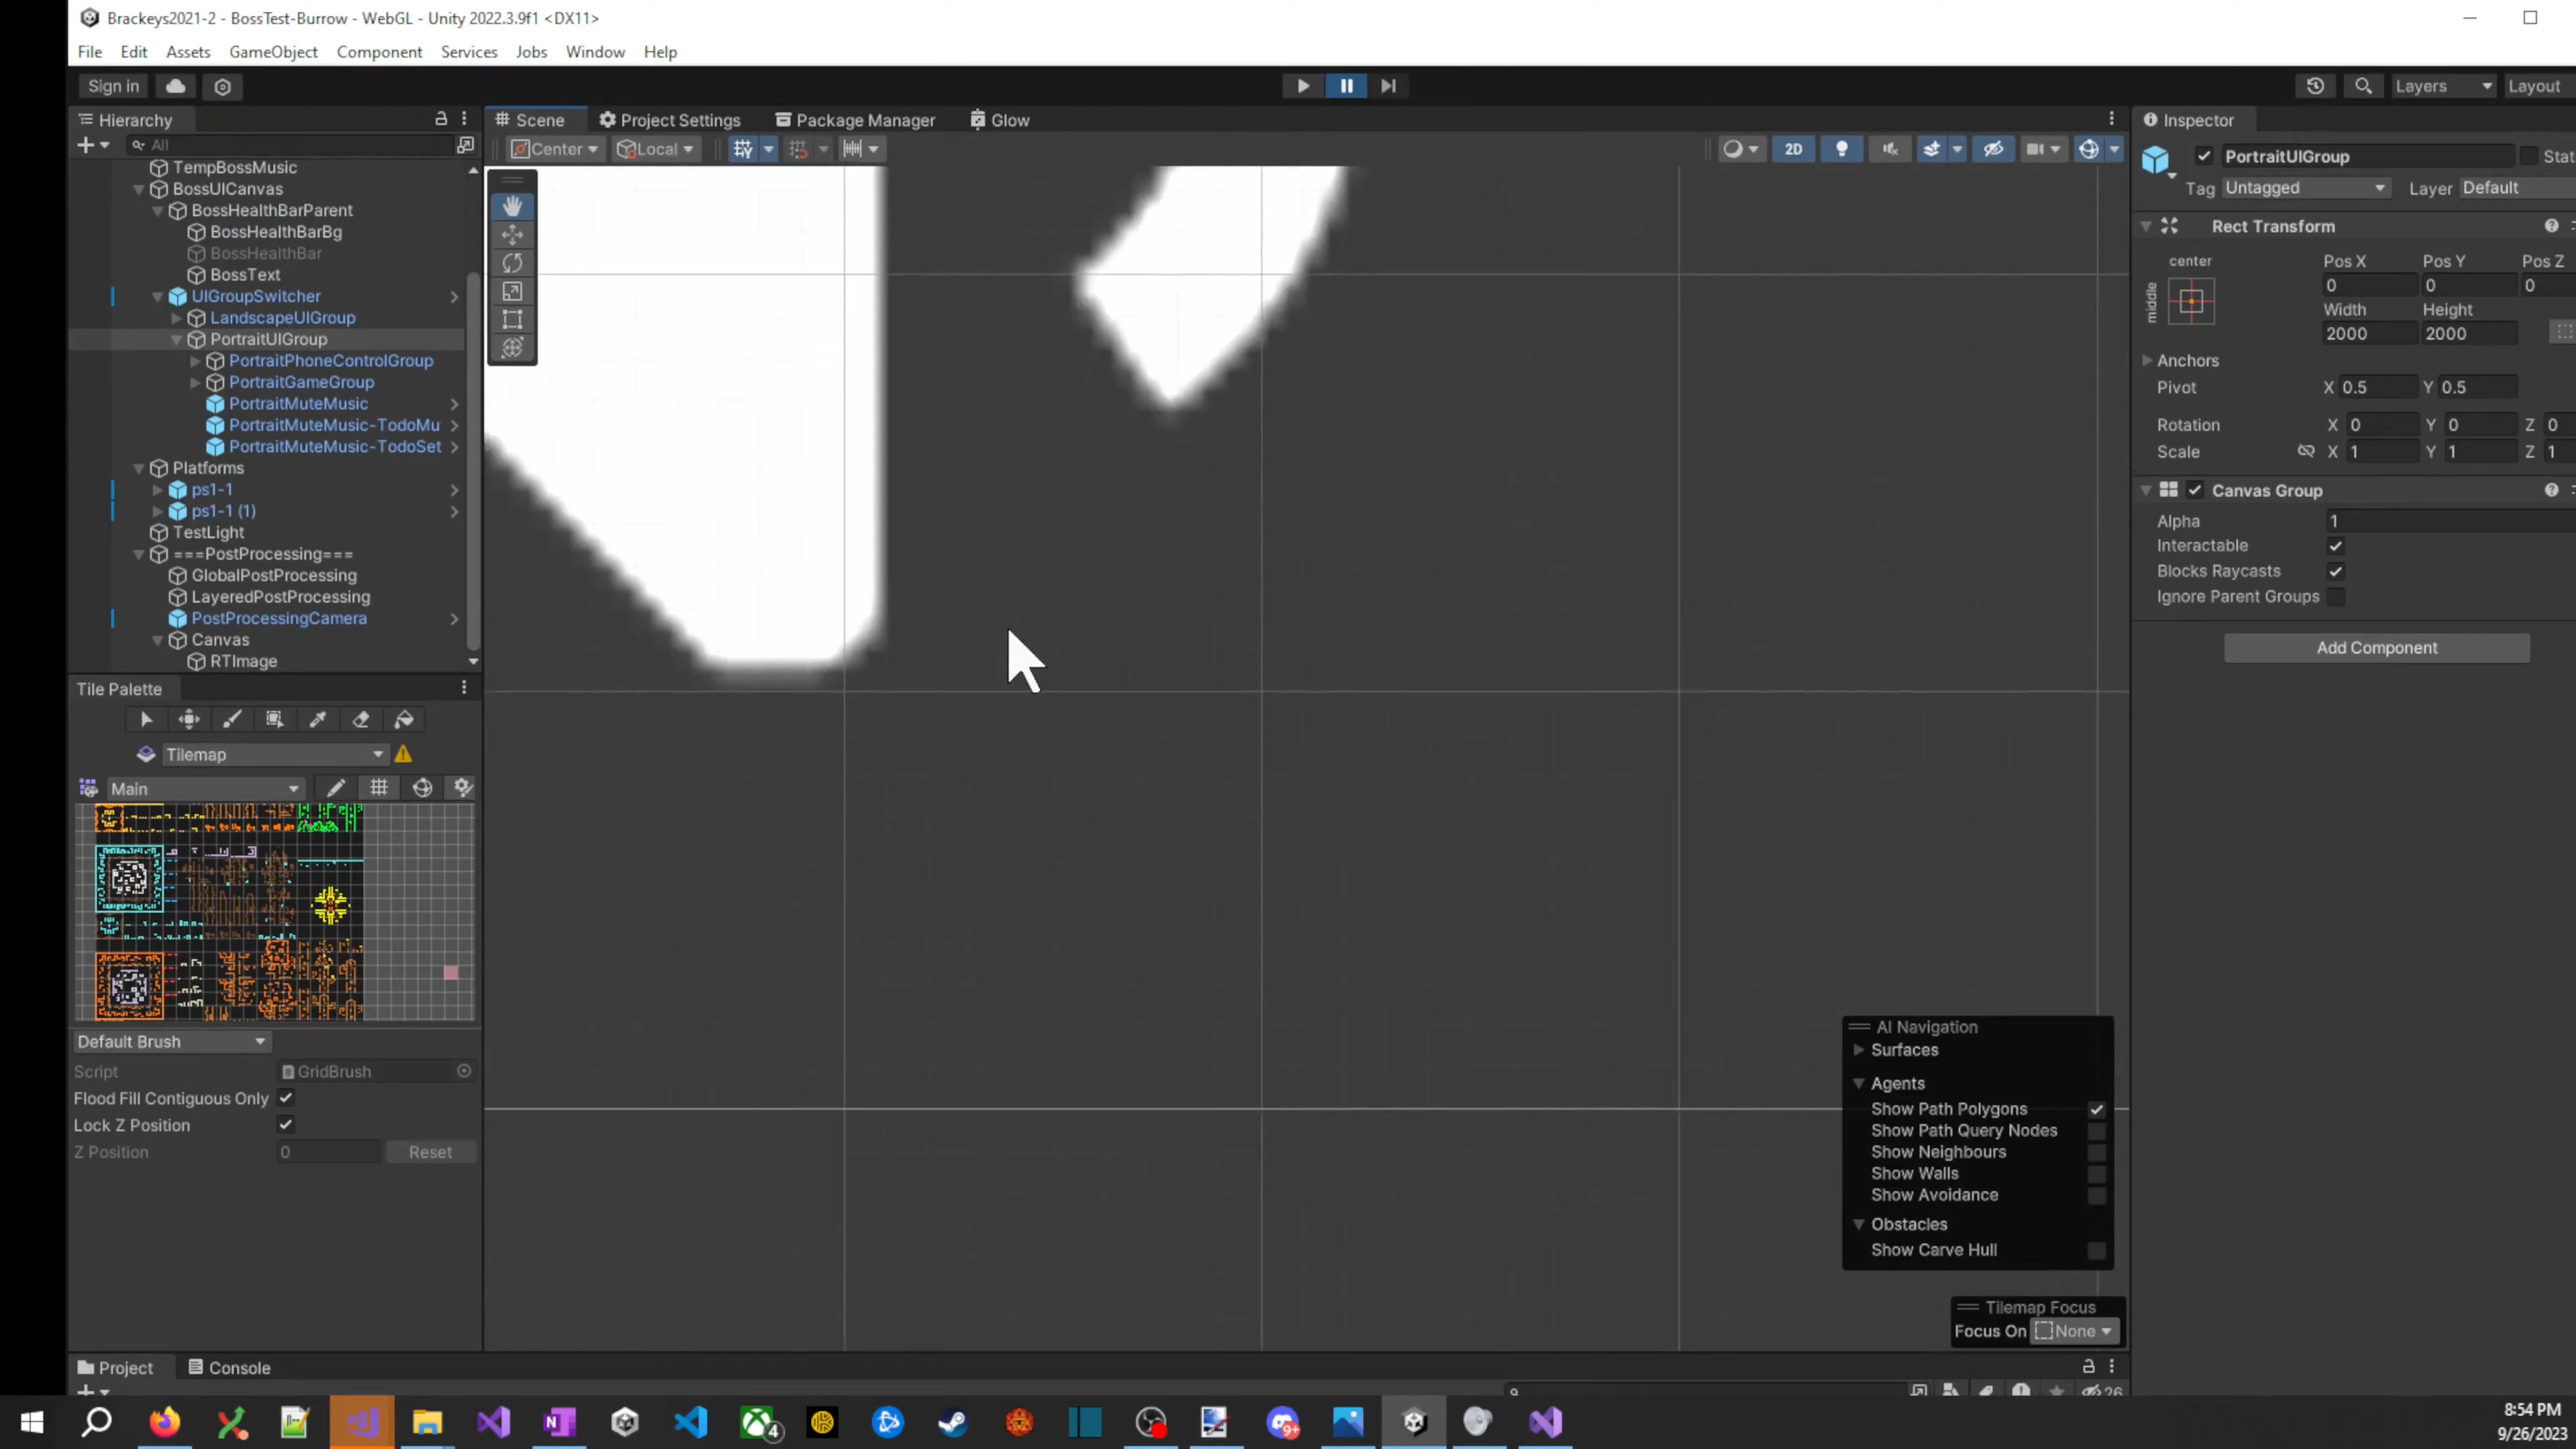 Brackeys2021-2 - BossTest-Burrow - WebGL - Unity 2022.3.9f1 <DX11>
File Edit Assets GameObject Component Services Jobs Window Help
Sign in
Layers
Layout
Hierarchy
All
TempBossMusic
BossUICanvas
BossHealthBarParent
BossHealthBarBg
BossHealthBar
BossText
UIGroupSwitcher
LandscapeUIGroup
PortraitUIGroup
PortraitPhoneControlGroup
PortraitGameGroup
PortraitMuteMusic
PortraitMuteMusic-TodoMu
PortraitMuteMusic-TodoSet
Platforms
ps1-1
ps1-1 (1)
TestLight
===PostProcessing===
GlobalPostProcessing
LayeredPostProcessing
PostProcessingCamera
Canvas
RTImage
Tile Palette
Tilemap
Main
Default Brush
Script GridBrush
Flood Fill Contiguous Only
Lock Z Position
Z Position 0 Reset
Scene Project Settings Package Manager Glow
Center Local 2D
AI Navigation
Surfaces
Agents
Show Path Polygons
Show Path Query Nodes
Show Neighbours
Show Walls
Show Avoidance
Obstacles
Show Carve Hull
Tilemap Focus
Focus On None
Inspector
PortraitUIGroup Stat
Tag Untagged Layer Default
Rect Transform
center Pos X Pos Y Pos Z
middle 0 0 0
Width Height
2000 2000
Anchors
Pivot X 0.5 Y 0.5
Rotation X 0 Y 0 Z 0
Scale X 1 Y 1 Z 1
Canvas Group
Alpha 1
Interactable
Blocks Raycasts
Ignore Parent Groups
Add Component
Project Console
26
4
9+
8:54 PM
9/26/2023